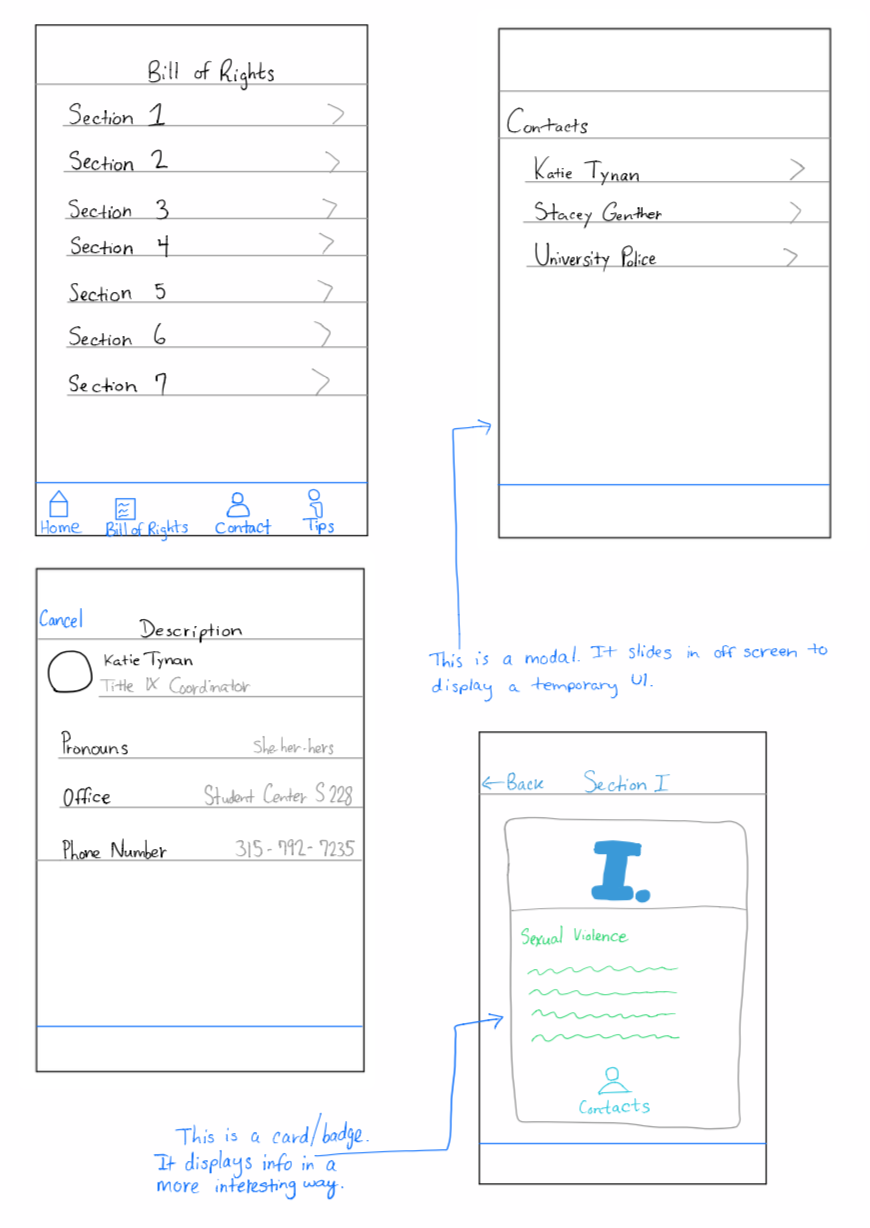 Bill of Rights
Section 1
Section 2
Section 3
Section 4
Section 5
Section 6
Section 7
Home
Bill of Rights
Contact
Tips
Contacts
Katie Tynan
Stacey Genther
University Police
This is a modal. It slides in off screen to
display a temporary UI.
Cancel
Description
Katie Tynan
Title IX Coordinator
Pronouns
She-her-hers
Office
Student Center S 228
Phone Number
315-792-7235
←Back
Section I
I.
Sexual Violence
Contacts
This is a card/badge.
It displays info in a
more interesting way.